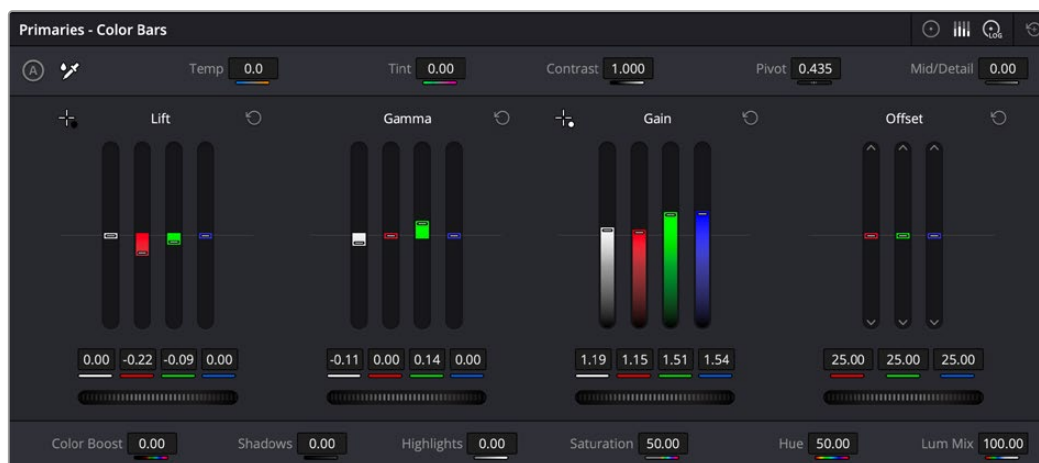 Primaries - Color Bars
LOG
A Temp 0.0 Tint 0.00 Contrast 1.000 Pivot 0.435 Mid/Detail 0.00
Lift Gamma Gain Offset
0.00 -0.22 -0.09 0.00 -0.11 0.00 0.14 0.00 1.19 1.15 1.51 1.54 25.00 25.00 25.00
Color Boost 0.00 Shadows 0.00 Highlights 0.00 Saturation 50.00 Hue 50.00 Lum Mix 100.00